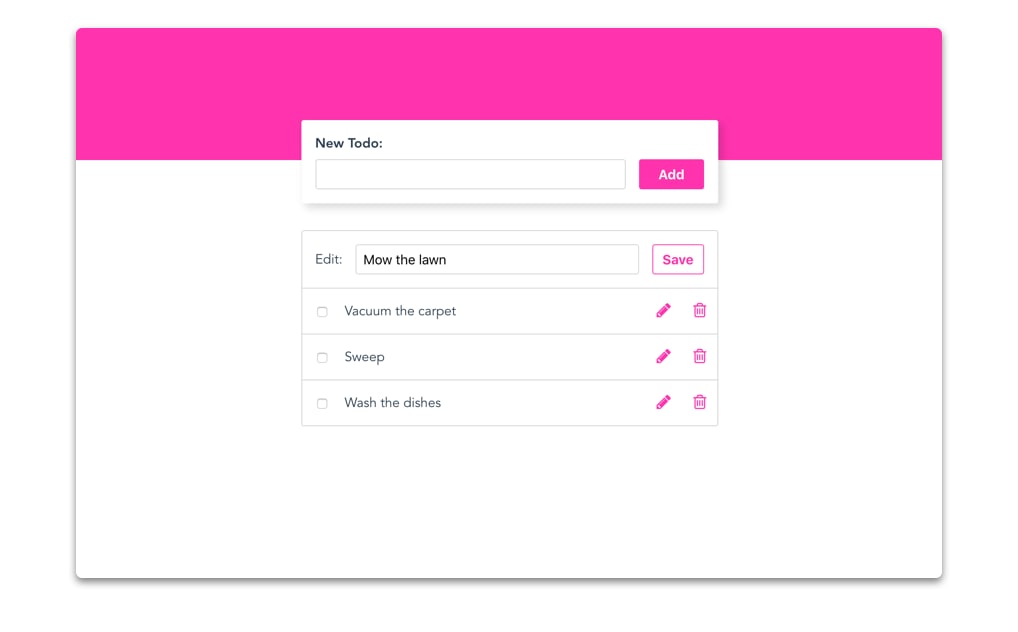 New Todo:
Add
Edit: Mow the lawn Save
Vacuum the carpet
Sweep
Wash the dishes